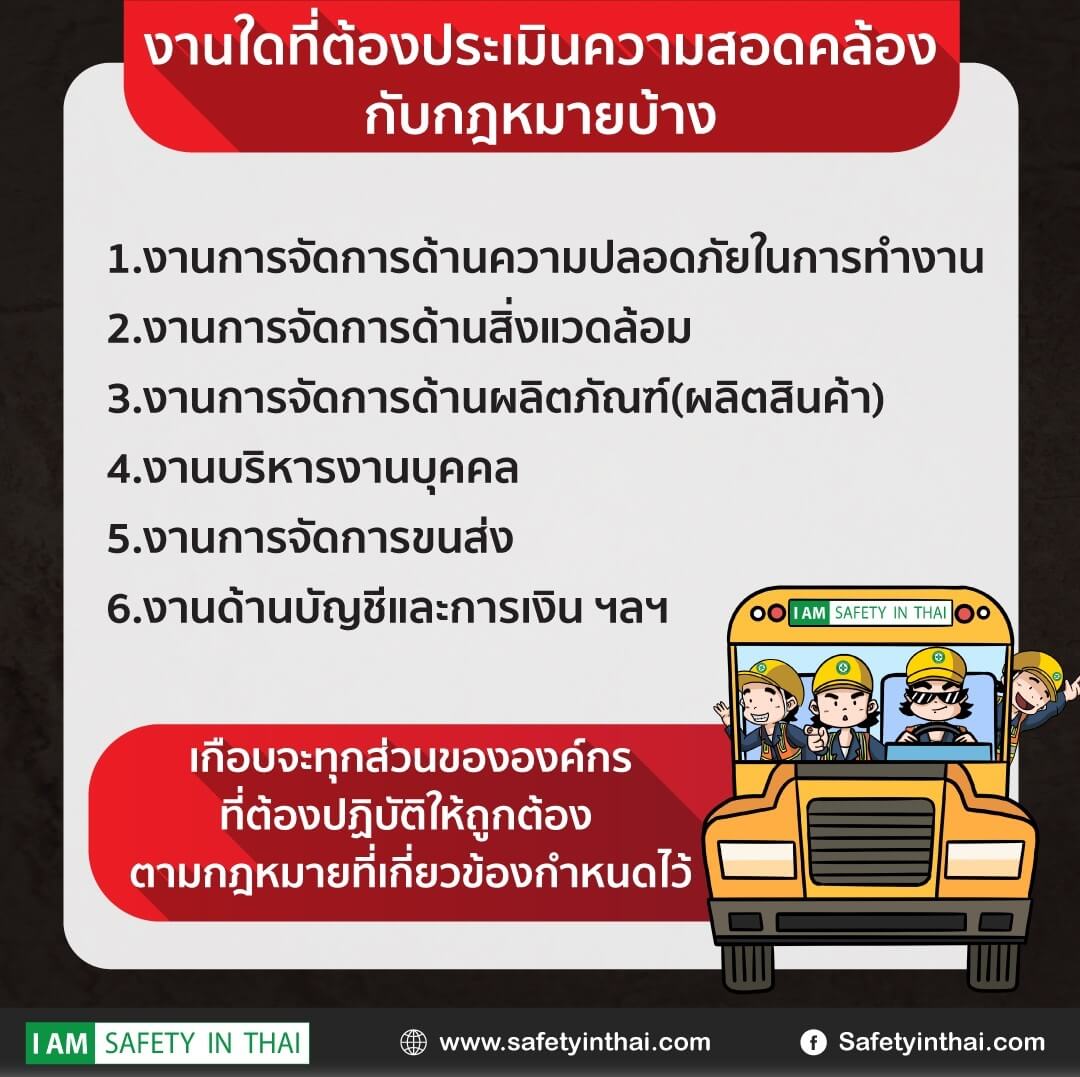 งานใดที่ต้องประเมินความสอดคล้อง
กับกฎหมายบ้าง
1.งานการจัดการด้านความปลอดภัยในการทำงาน
2.งานการจัดการด้านสิ่งแวดล้อม
3.งานการจัดการด้านผลิตภัณฑ์(ผลิตสินค้า)
4.งานบริหารงานบุคคล
5.งานการจัดการขนส่ง
6.งานด้านบัญชีและการเงิน ฯลฯ
I AM SAFETY IN THAI
เกือบจะทุกส่วนขององค์กร
ที่ต้องปฏิบัติให้ถูกต้อง
ตามกฎหมายที่เกี่ยวข้องกำหนดไว้
I AM SAFETY IN THAI
www.safetyinthai.com
Safetyinthai.com